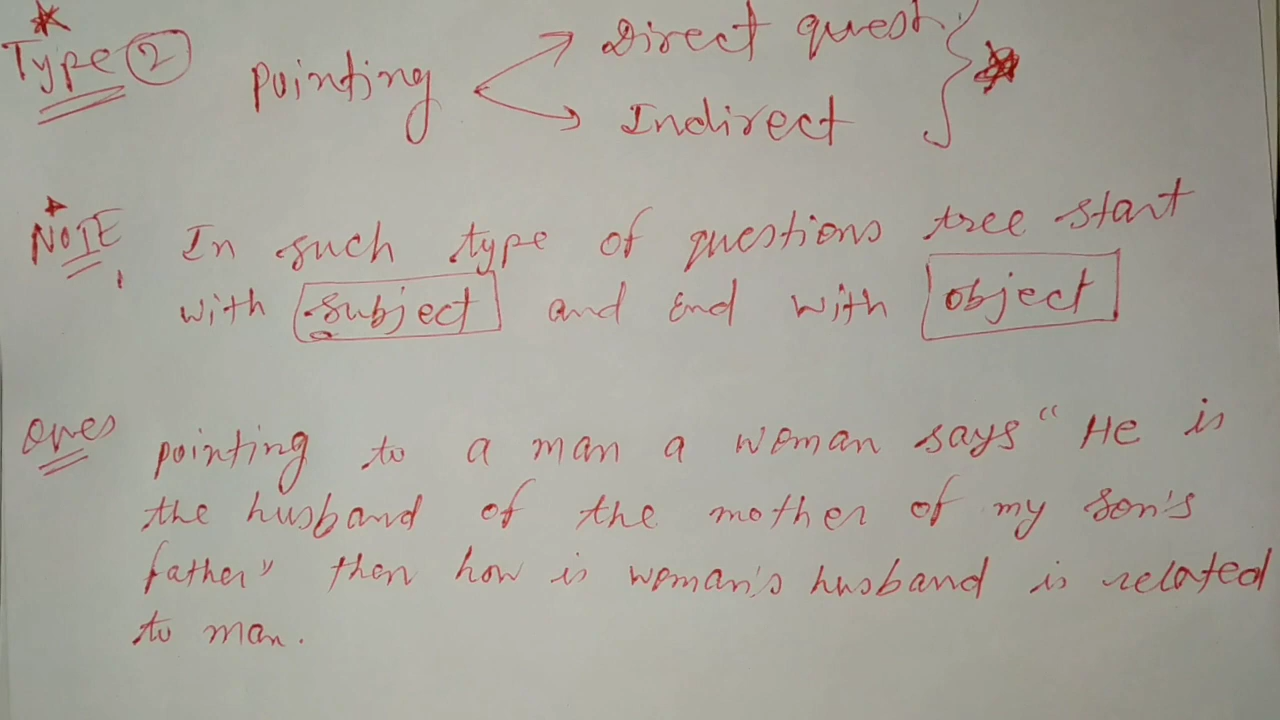 Type 2 pointing Direct quest.
Indirect
NOTE, In such type of questions tree start
with subject and End with object
Ques pointing to a man a woman says “ He is
the husband of the mother of my son's
father” then how is woman's husband is related
to man.